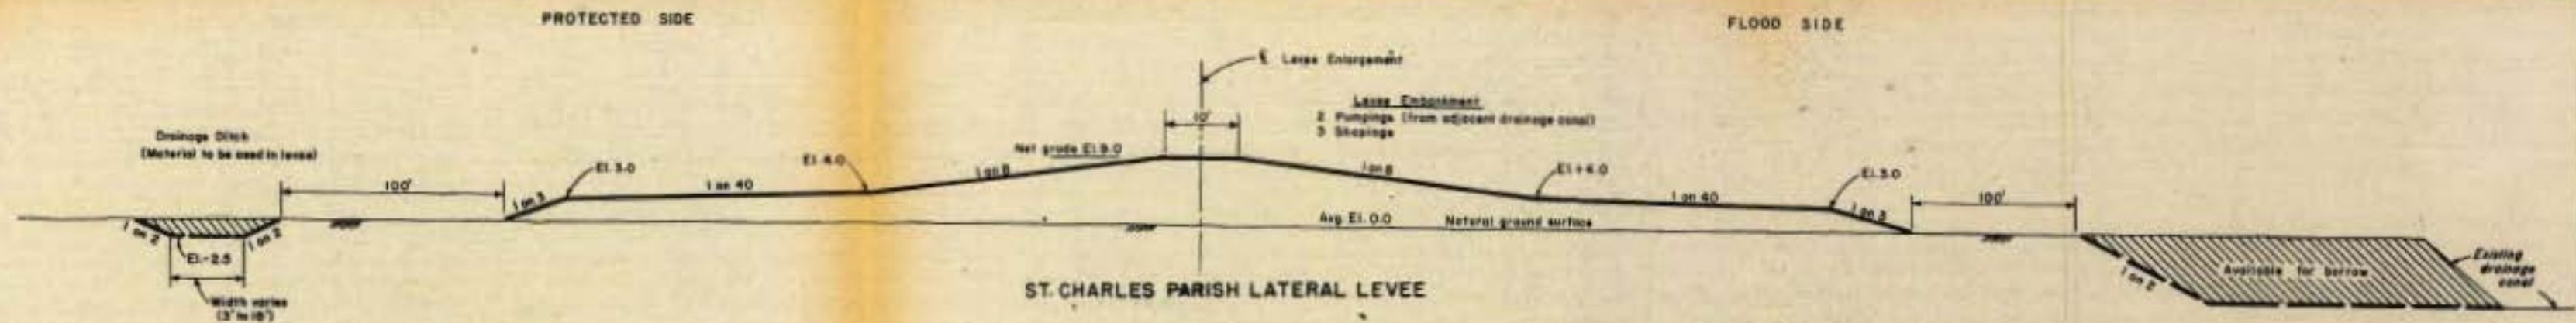 PROTECTED SIDE
FLOOD SIDE
℄ Levee Enlargement
Levee Embankment
2 Pumpings (from adjacent drainage canal)
3 Shapings
10'
Drainage Ditch
(Material to be used in levee)
Net grade El. 9.0
El. 3.0
El. 4.0
1 on 8
1 on 8
El. +4.0
El. 3.0
100'
1 on 3
1 on 40
1 on 40
1 on 3
100'
Avg. El. 0.0
Natural ground surface
1 on 2
1 on 2
El. -2.5
Width varies
(3' to 10')
1 on 2
Available for borrow
Existing
drainage
canal
ST. CHARLES PARISH LATERAL LEVEE